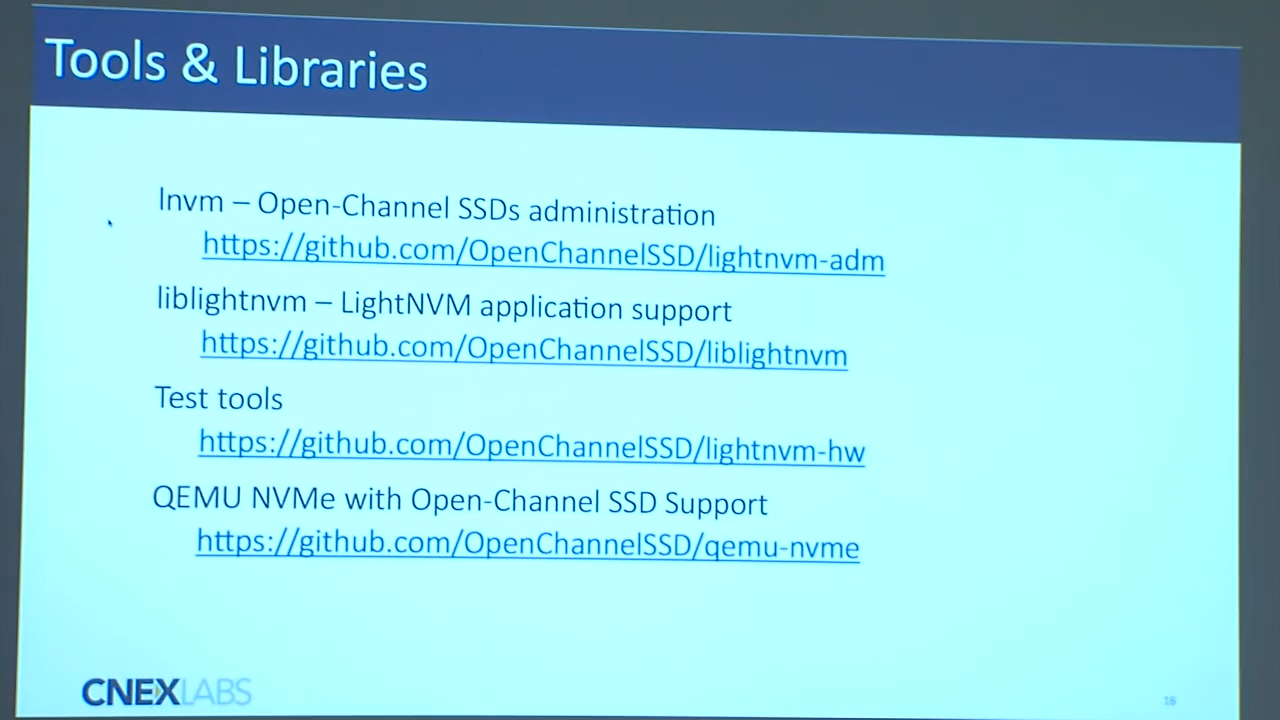 Tools & Libraries
lnvm – Open-Channel SSDs administration
https://github.com/OpenChannelSSD/lightnvm-adm
liblightnvm – LightNVM application support
https://github.com/OpenChannelSSD/liblightnvm
Test tools
https://github.com/OpenChannelSSD/lightnvm-hw
QEMU NVMe with Open-Channel SSD Support
https://github.com/OpenChannelSSD/qemu-nvme
CNEXLABS
16